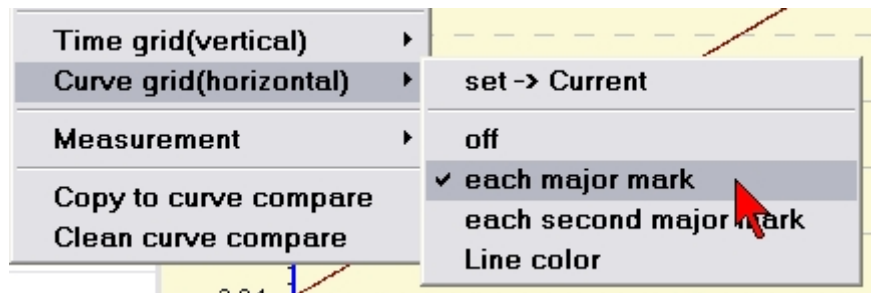 Time grid(vertical)
Curve grid(horizontal)
Measurement
Copy to curve compare
Clean curve compare
set -> Current
off
each major mark
each second major mark
Line color